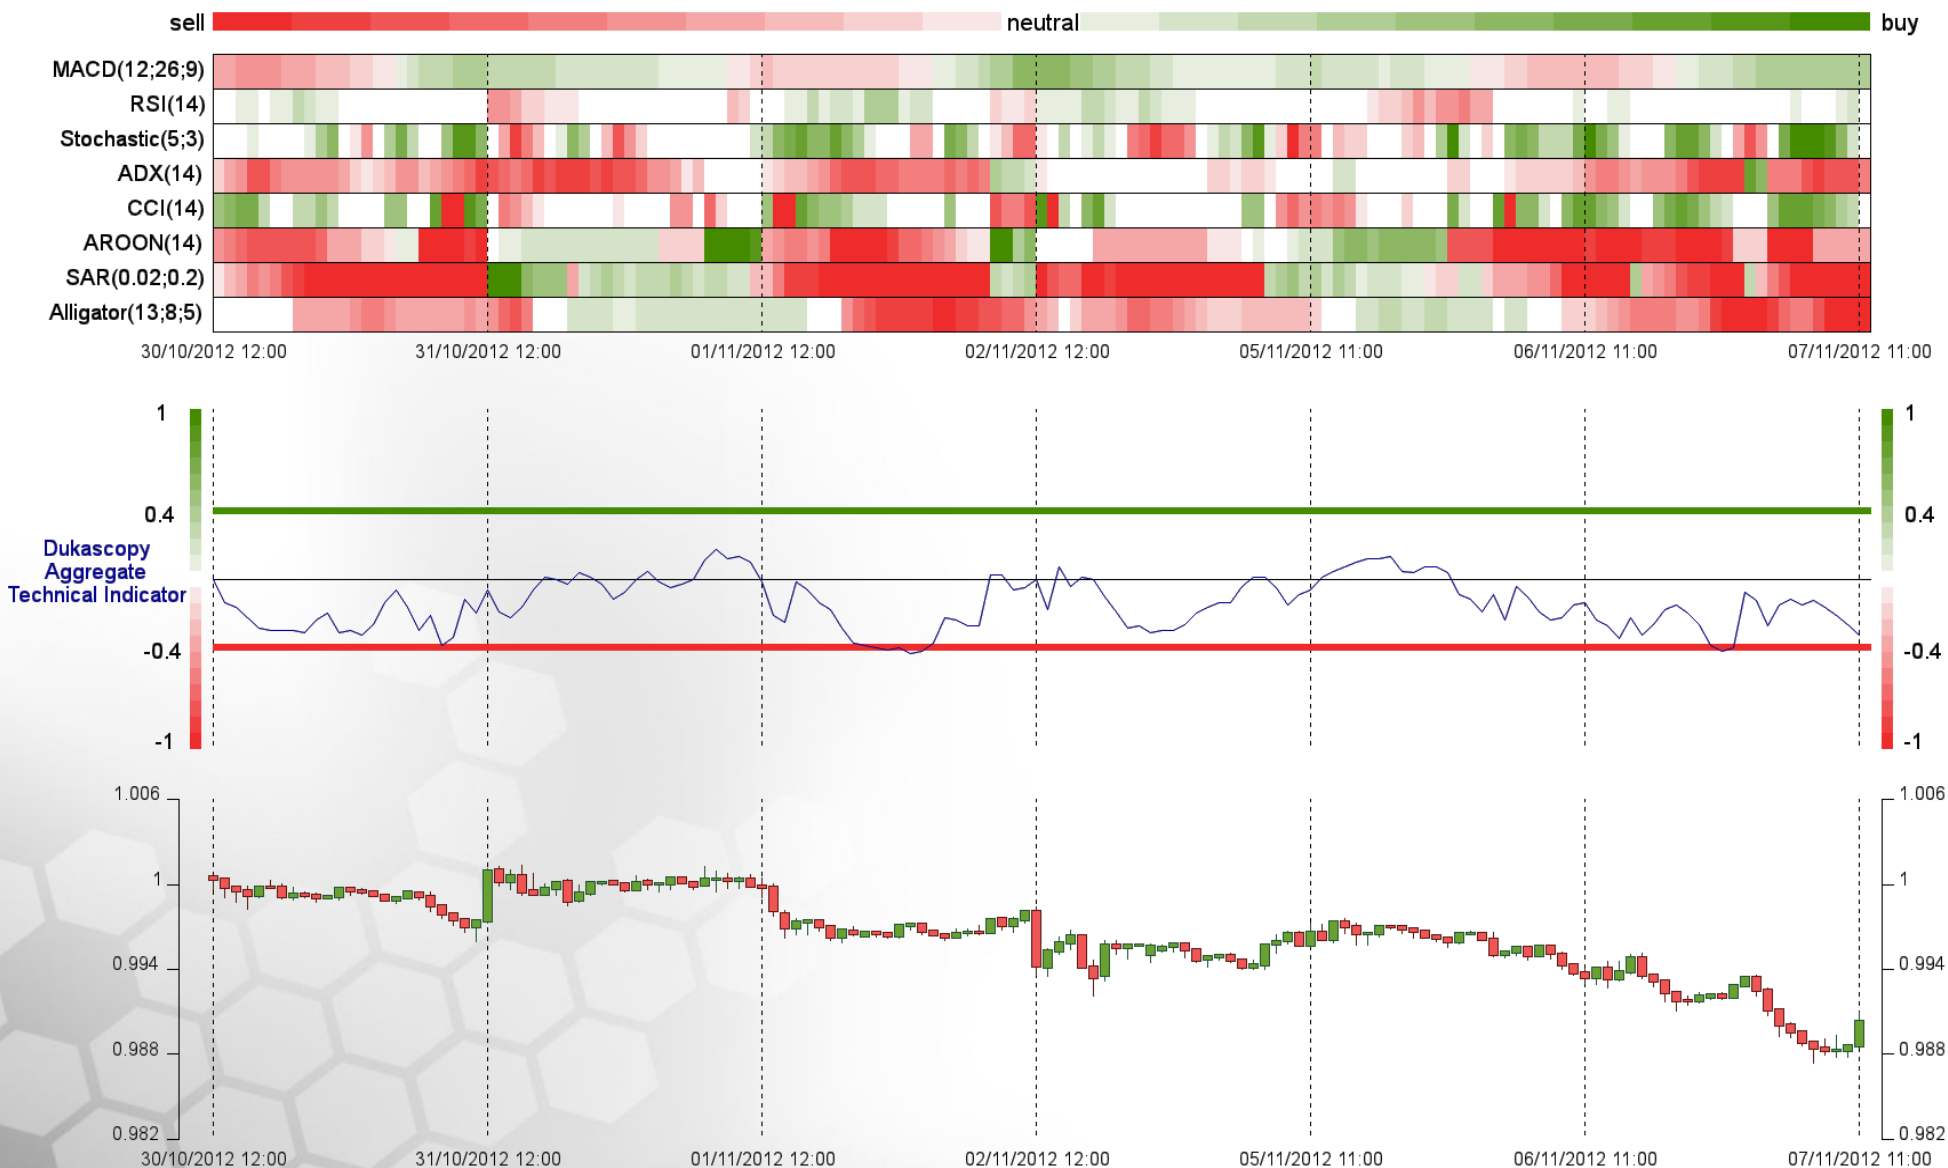 sell neutral buy
MACD(12;26;9)
RSI(14)
Stochastic(5;3)
ADX(14)
CCI(14)
AROON(14)
SAR(0.02;0.2)
Alligator(13;8;5)
30/10/2012 12:00 31/10/2012 12:00 01/11/2012 12:00 02/11/2012 12:00 05/11/2012 11:00 06/11/2012 11:00 07/11/2012 11:00
1 1
0.4 0.4
Dukascopy
Aggregate
Technical Indicator
-0.4 -0.4
-1 -1
1.006 1.006
1 1
0.994 0.994
0.988 0.988
0.982 0.982
30/10/2012 12:00 31/10/2012 12:00 01/11/2012 12:00 02/11/2012 12:00 05/11/2012 11:00 06/11/2012 11:00 07/11/2012 11:00